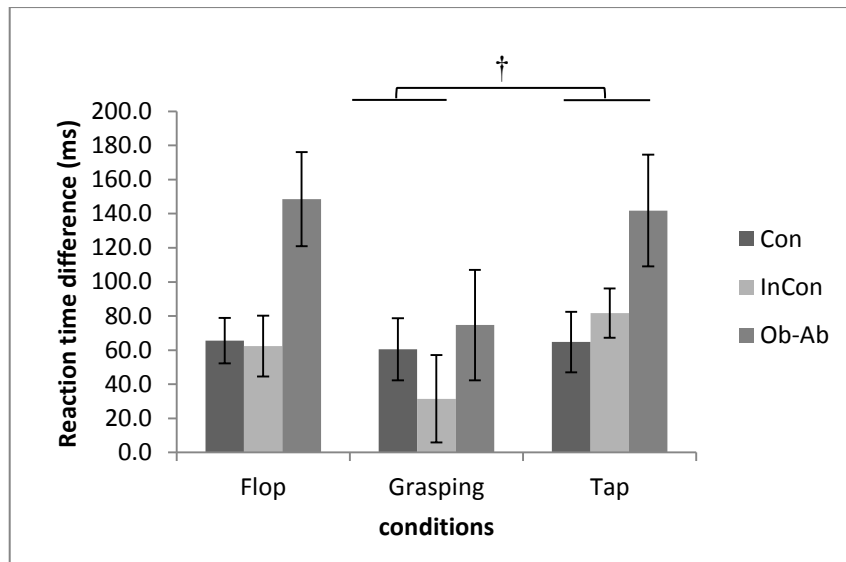 †
200.0
180.0
160.0
140.0
120.0
100.0
80.0
60.0
40.0
20.0
0.0
Reaction time difference (ms)
Con
InCon
Ob-Ab
Flop Grasping Tap
conditions